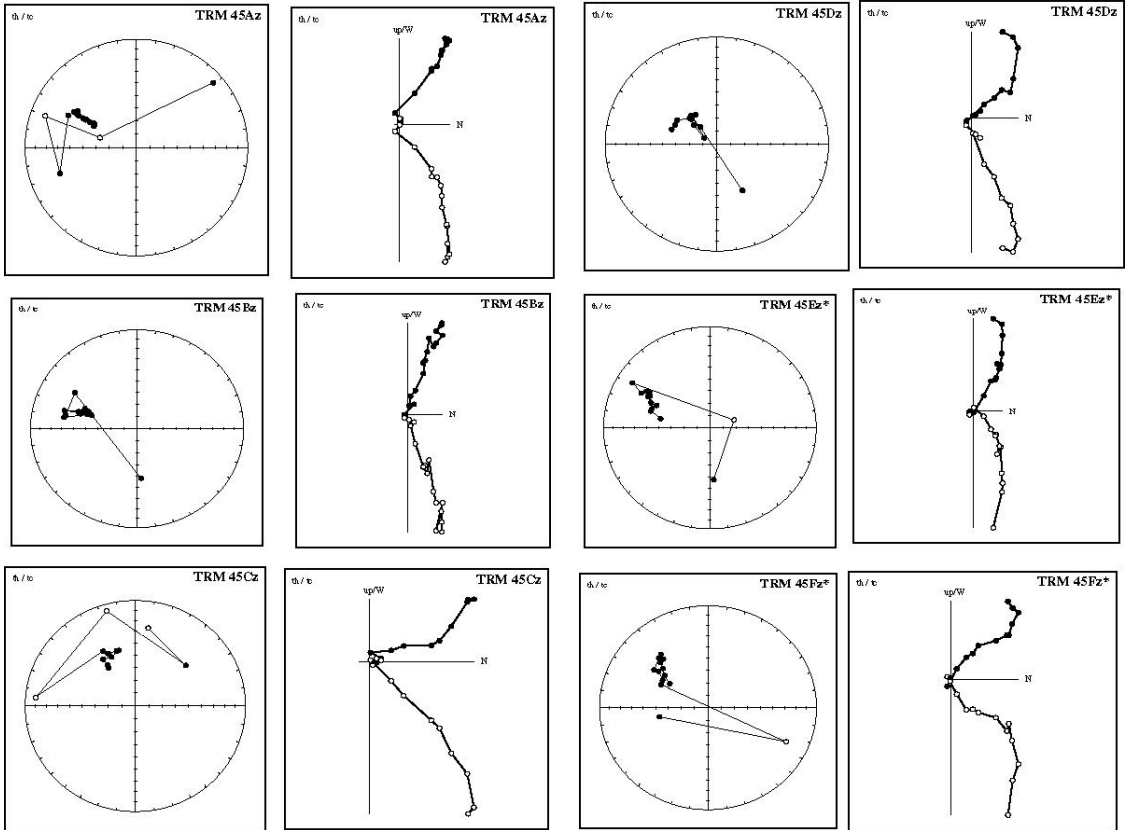 th / tc TRM 45Az
TRM 45Az
up/W
N
th / tc TRM 45Dz
th / tc TRM 45Dz
up/W
N
th / tc TRM 45Bz
th / tc TRM 45Bz
up/W
N
th / tc TRM 45Ez*
th / tc TRM 45Ez*
up/W
N
th / tc TRM 45Cz
th / tc TRM 45Cz
up/W
N
th / tc TRM 45Fz*
th / tc TRM 45Fz*
up/W
N